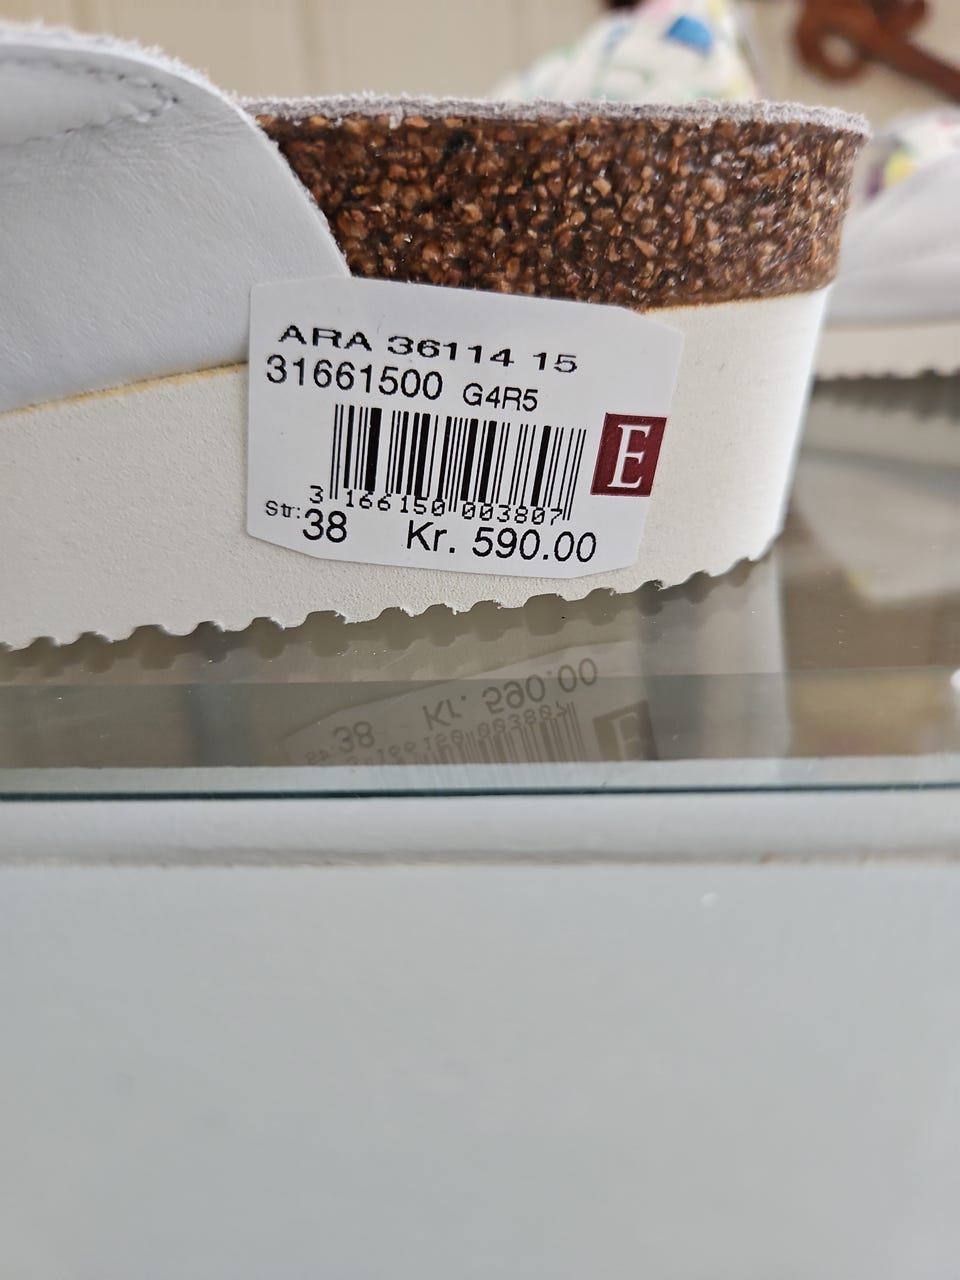 ARA 36114 15
31661500 G4R5
E
3 166150 003807
Str: 38 Kr. 590.00